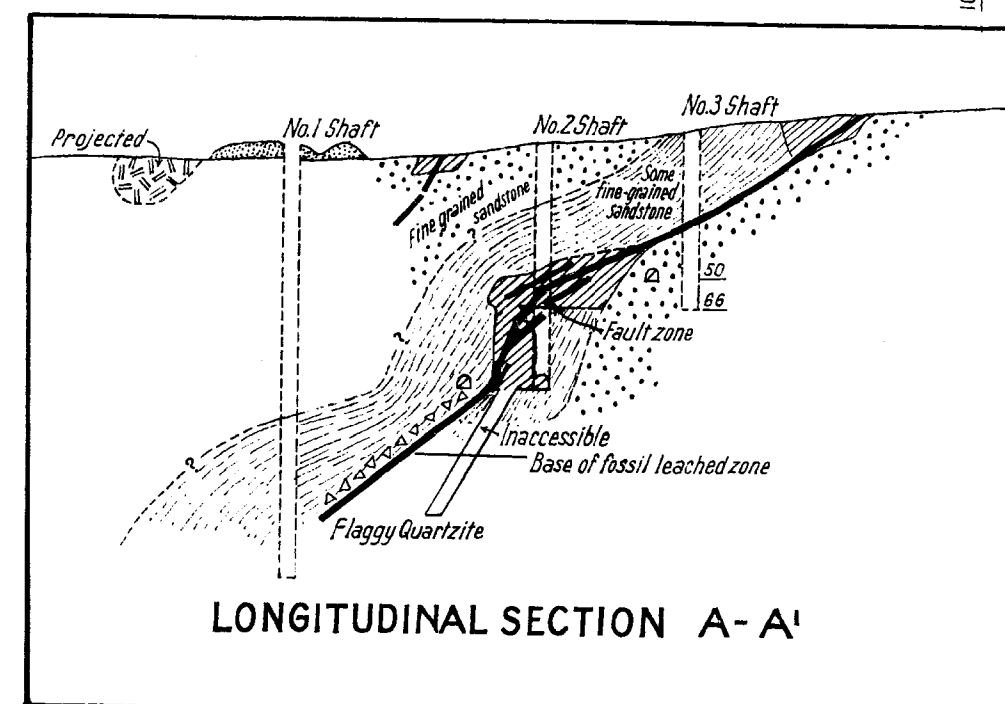 Projected
No.1 Shaft
No.2 Shaft
No.3 Shaft
Fine grained
sandstone
Some
fine-grained
sandstone
?
?
?
50
66
Fault zone
Inaccessible
Base of fossil leached zone
Flaggy Quartzite
LONGITUDINAL SECTION A-A'